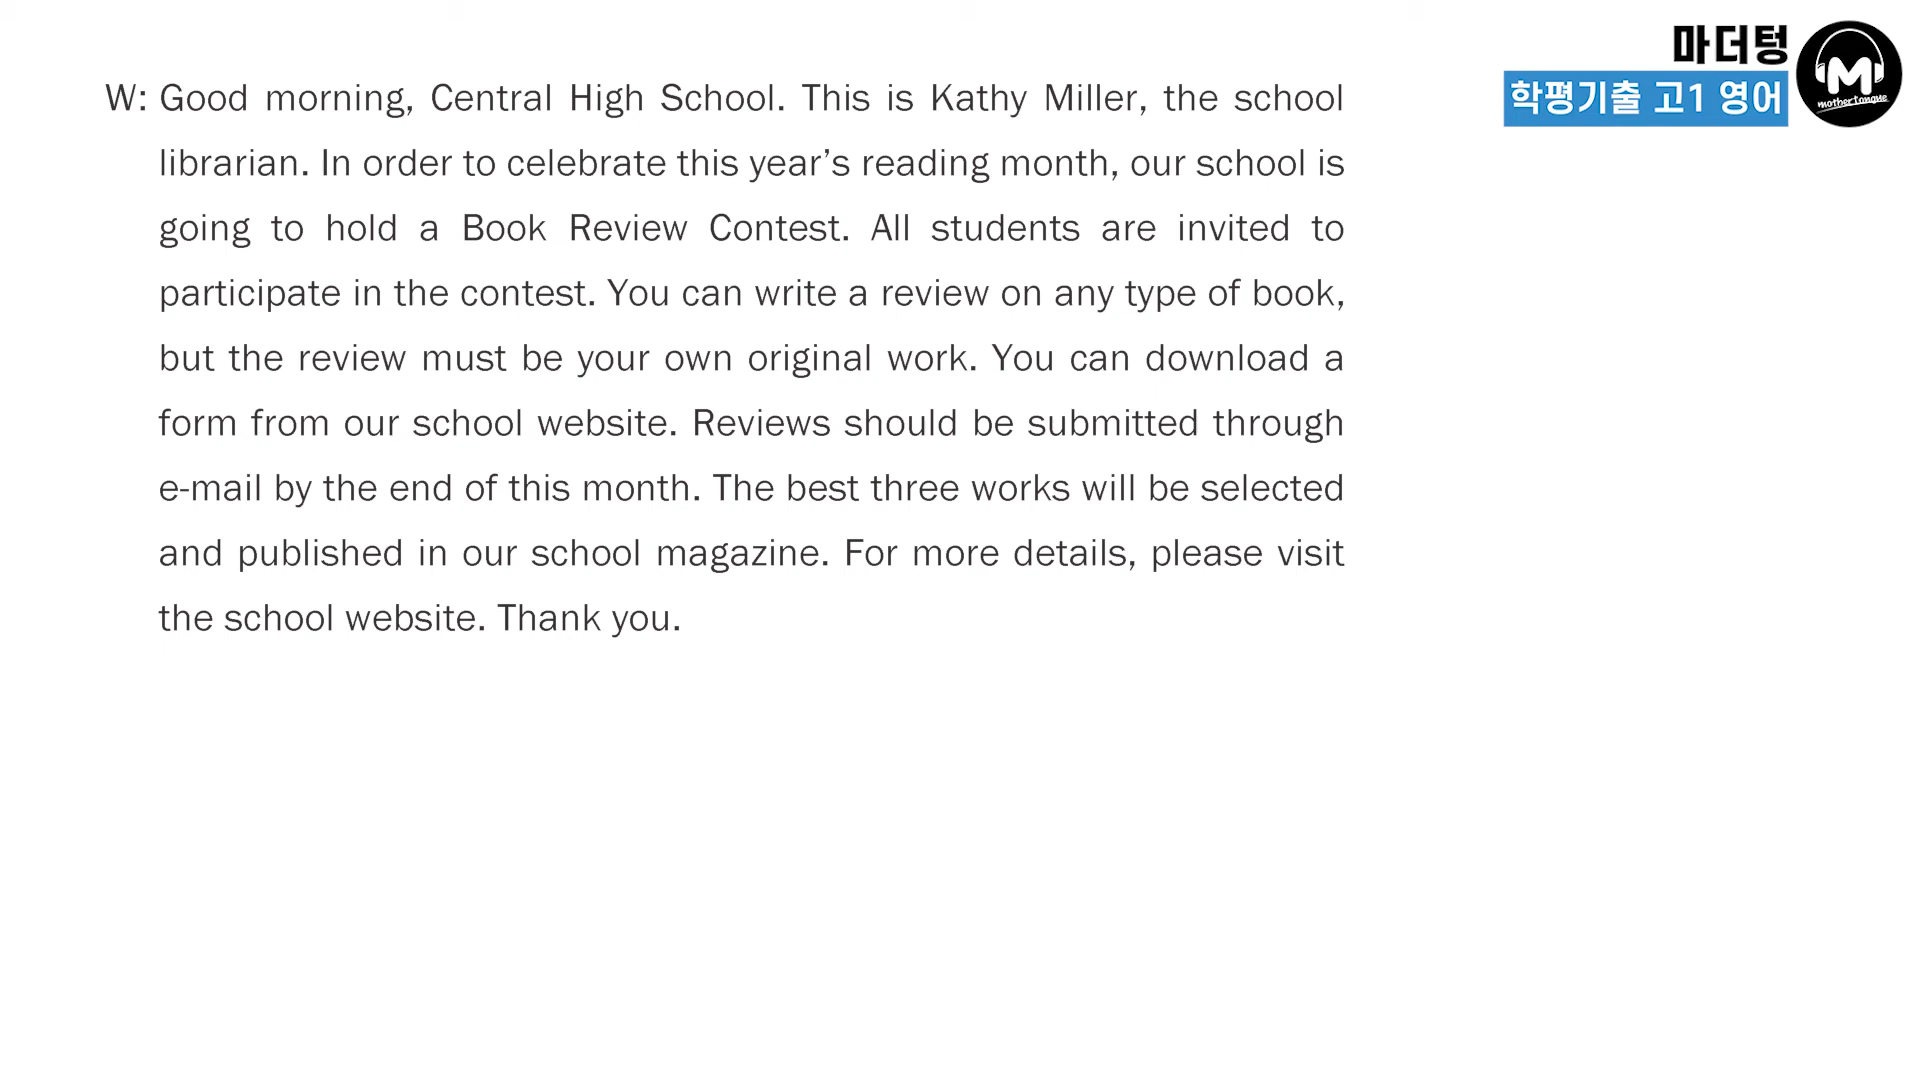 마더텅
학평기출 고1 영어
mother tongue
W: Good morning, Central High School. This is Kathy Miller, the school
librarian. In order to celebrate this year’s reading month, our school is
going to hold a Book Review Contest. All students are invited to
participate in the contest. You can write a review on any type of book,
but the review must be your own original work. You can download a
form from our school website. Reviews should be submitted through
e-mail by the end of this month. The best three works will be selected
and published in our school magazine. For more details, please visit
the school website. Thank you.